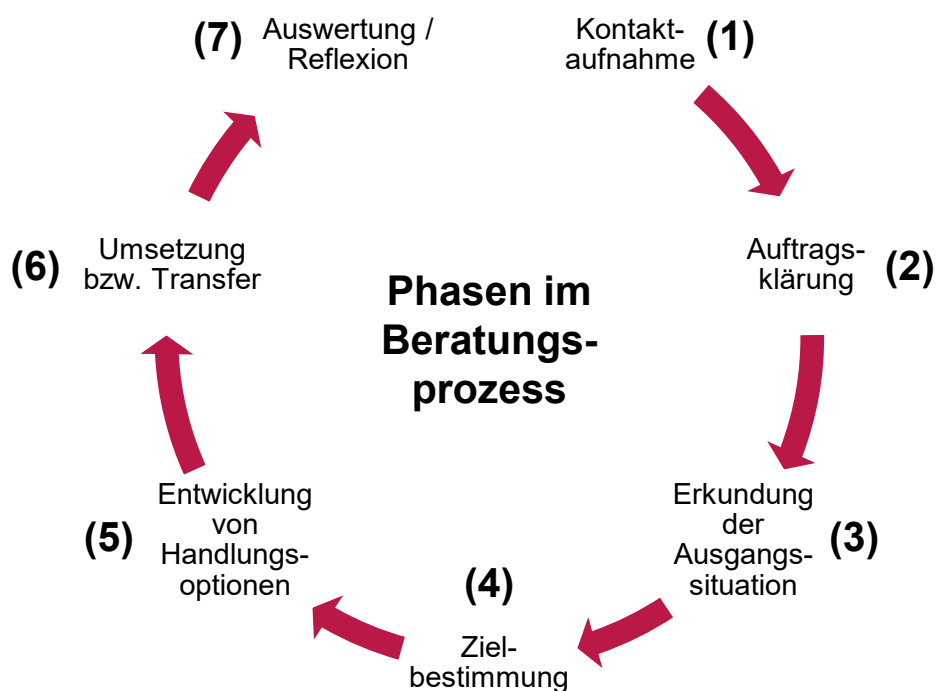 Phasen im
Beratungs-
prozess
Kontakt-
aufnahme
(1)
Auftrags-
klärung
(2)
Erkundung
der
Ausgangs-
situation
(3)
(4)
Ziel-
bestimmung
(5)
Entwicklung
von
Handlungs-
optionen
(6)
Umsetzung
bzw. Transfer
(7)
Auswertung /
Reflexion